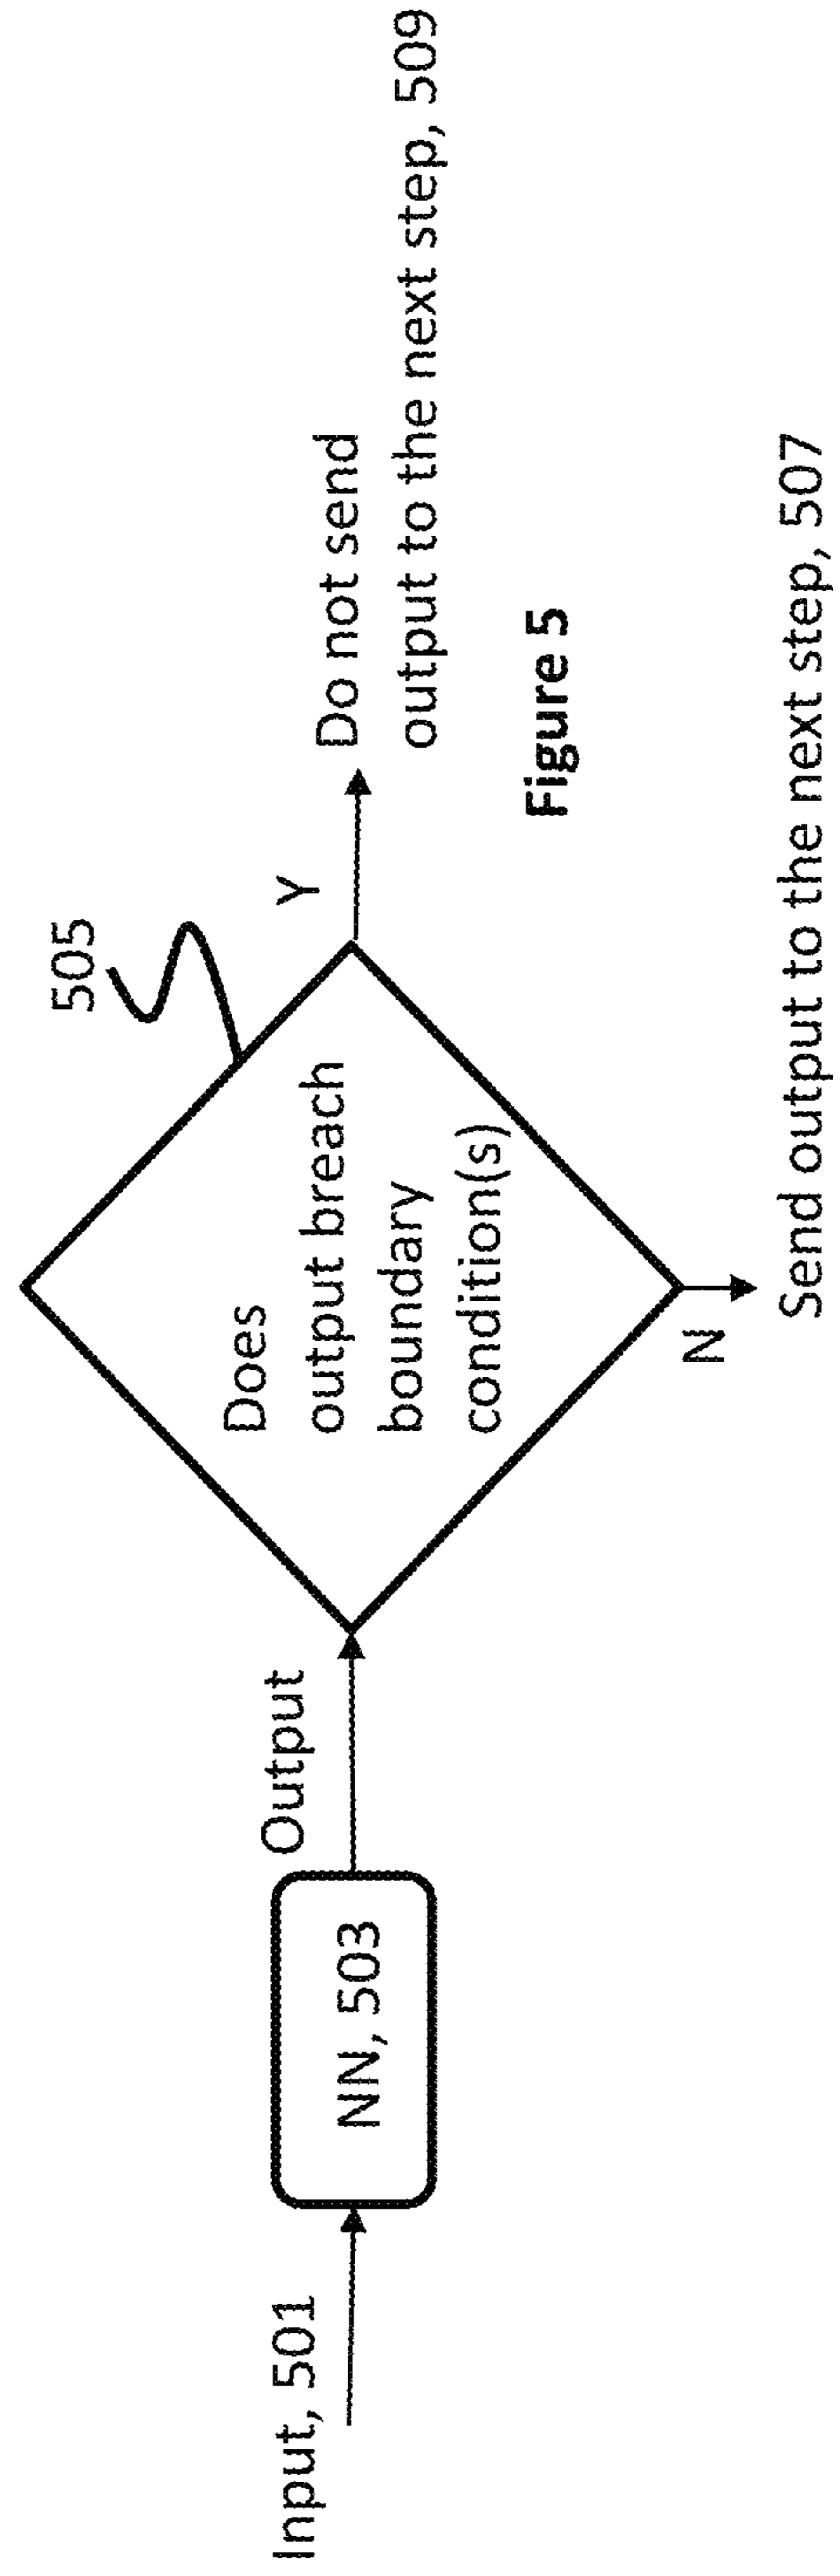 Input, 501
NN, 503
Output
505
Does
output breach
boundary
condition(s)
Y
Do not send
output to the next step, 509
N
Send output to the next step, 507
Figure 5